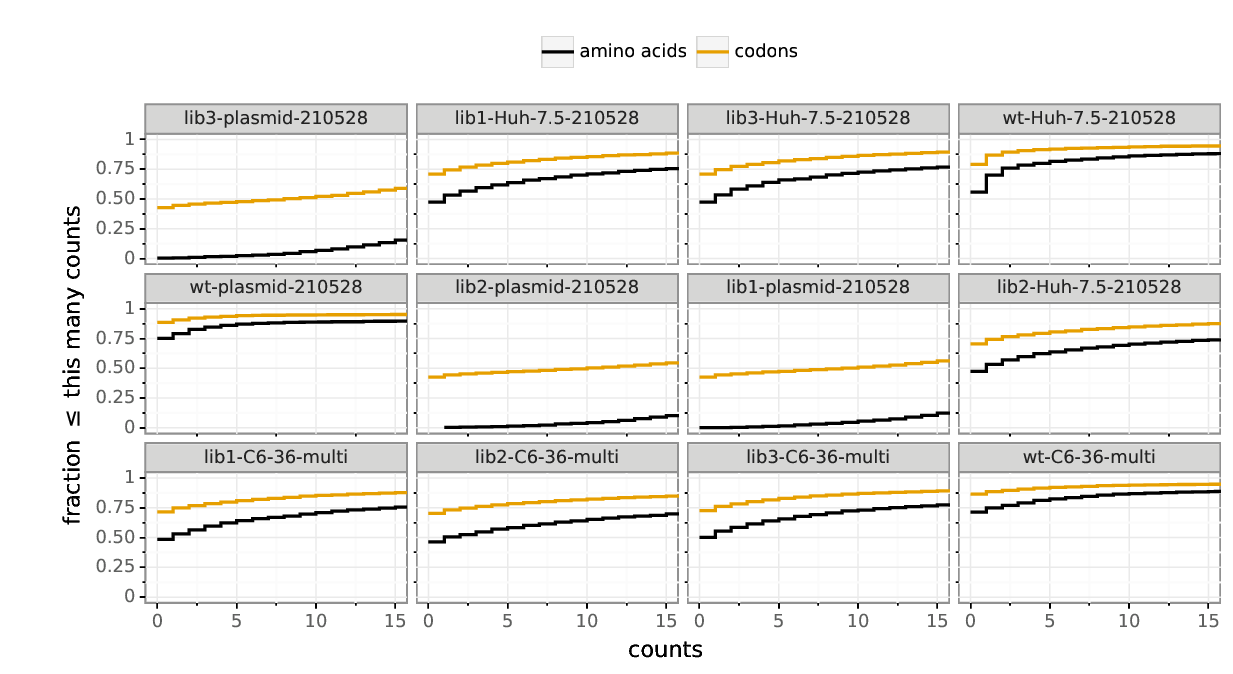 amino acids codons
lib3-plasmid-210528 lib1-Huh-7.5-210528 lib3-Huh-7.5-210528 wt-Huh-7.5-210528
1
0.75
0.50
0.25
0
wt-plasmid-210528 lib2-plasmid-210528 lib1-plasmid-210528 lib2-Huh-7.5-210528
1
0.75
0.50
0.25
0
lib1-C6-36-multi lib2-C6-36-multi lib3-C6-36-multi wt-C6-36-multi
1
0.75
0.50
0.25
0
0 5 10 15 0 5 10 15 0 5 10 15 0 5 10 15
counts
fraction ≤ this many counts